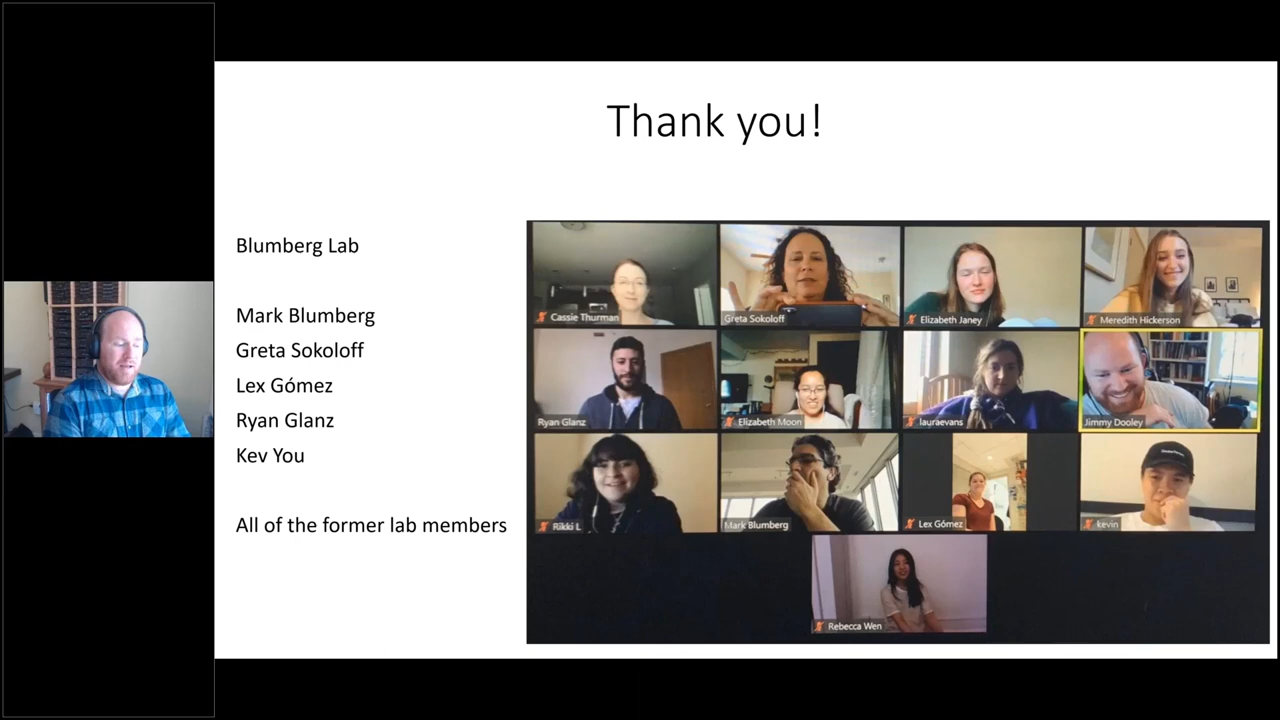 Thank you!
Blumberg Lab
Mark Blumberg
Greta Sokoloff
Lex Gómez
Ryan Glanz
Kev You
All of the former lab members
Cassie Thurman
Greta Sokoloff
Elizabeth Janey
Meredith Hickerson
Ryan Glanz
Elizabeth Moon
lauraevans
Jimmy Dooley
Rikki L
Mark Blumberg
Lex Gómez
kevin
Rebecca Wen